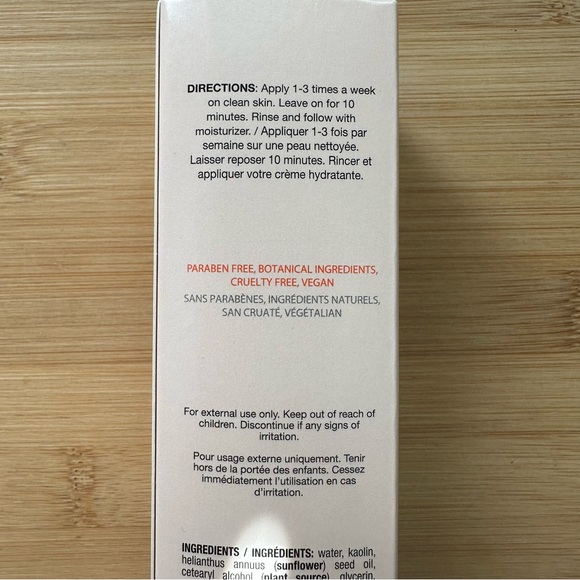 DIRECTIONS: Apply 1-3 times a week
on clean skin. Leave on for 10
minutes. Rinse and follow with
moisturizer. / Appliquer 1-3 fois par
semaine sur une peau nettoyée.
Laisser reposer 10 minutes. Rincer et
appliquer votre crème hydratante.
PARABEN FREE, BOTANICAL INGREDIENTS,
CRUELTY FREE, VEGAN
SANS PARABÈNES, INGRÉDIENTS NATURELS,
SAN CRUATÉ, VÉGÉTALIAN
For external use only. Keep out of reach of
children. Discontinue if any signs of
irritation.
Pour usage externe uniquement. Tenir
hors de la portée des enfants. Cessez
immédiatement l'utilisation en cas
d'irritation.
INGREDIENTS / INGRÉDIENTS: water, kaolin,
helianthus annuus (sunflower) seed oil,
cetearyl alcohol (plant source), glycerin,